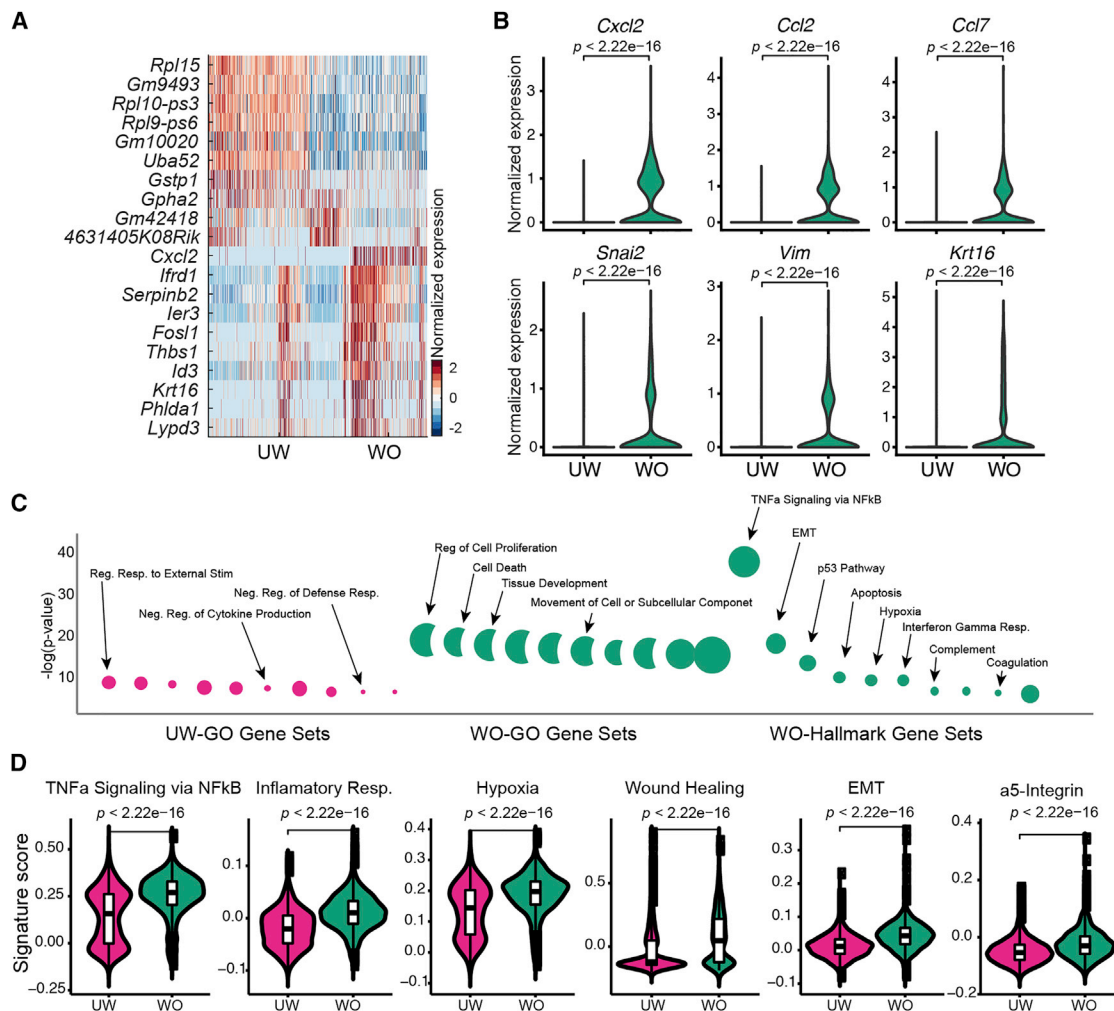 A
Rpl15
Gm9493
Rpl10-ps3
Rpl9-ps6
Gm10020
Uba52
Gstp1
Gpha2
Gm42418
4631405K08Rik
Cxcl2
Ifrd1
Serpinb2
Ier3
Fosl1
Thbs1
Id3
Krt16
Phlda1
Lypd3
UW WO
Normalized expression
2
0
-2
B
Cxcl2 Ccl2 Ccl7
p < 2.22e-16 p < 2.22e-16 p < 2.22e-16
Normalized expression
3
2
1
0
4
3
2
1
0
4
3
2
1
0
Snai2 Vim Krt16
p < 2.22e-16 p < 2.22e-16 p < 2.22e-16
Normalized expression
2
1
0
3
2
1
0
5
4
3
2
1
0
UW WO UW WO UW WO
C
-log(p-value)
40
30
20
10
Reg. Resp. to External Stim
Neg. Reg. of Cytokine Production
Neg. Reg. of Defense Resp.
Reg of Cell Proliferation
Cell Death
Tissue Development
Movement of Cell or Subcellular Componet
TNFa Signaling via NFkB
EMT
p53 Pathway
Apoptosis
Hypoxia
Interferon Gamma Resp.
Complement
Coagulation
UW-GO Gene Sets WO-GO Gene Sets WO-Hallmark Gene Sets
D
TNFa Signaling via NFkB Inflamatory Resp. Hypoxia Wound Healing EMT a5-Integrin
p < 2.22e-16 p < 2.22e-16 p < 2.22e-16 p < 2.22e-16 p < 2.22e-16 p < 2.22e-16
Signature score
0.50
0.25
0.00
−0.25
0.1
0.0
−0.1
0.4
0.3
0.2
0.1
0.0
−0.1
0.5
0.0
0.3
0.2
0.1
0.0
−0.1
0.4
0.2
−0.0
−0.2
UW WO UW WO UW WO UW WO UW WO UW WO